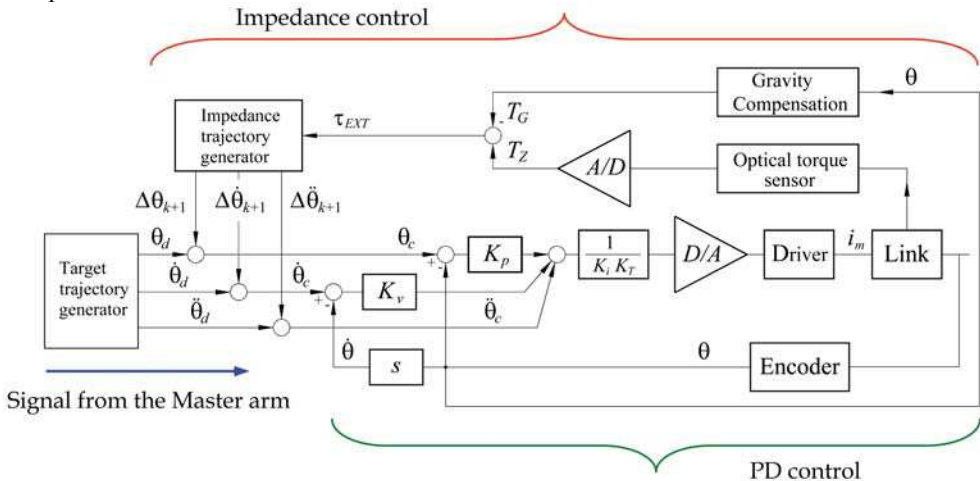 Impedance control
Impedance
trajectory
generator
τEXT
TG
-
TZ
Gravity
Compensation
θ
A/D
Optical torque
sensor
Δθk+1
Δθ̇k+1
Δθ̈k+1
Target
trajectory
generator
θd
θ̇d
θ̈d
θc
θ̇c
θ̈c
+
-
Kp
+
-
Kv
1
Ki KT
D/A
Driver
im
Link
θ̇
s
θ
Encoder
Signal from the Master arm
PD control